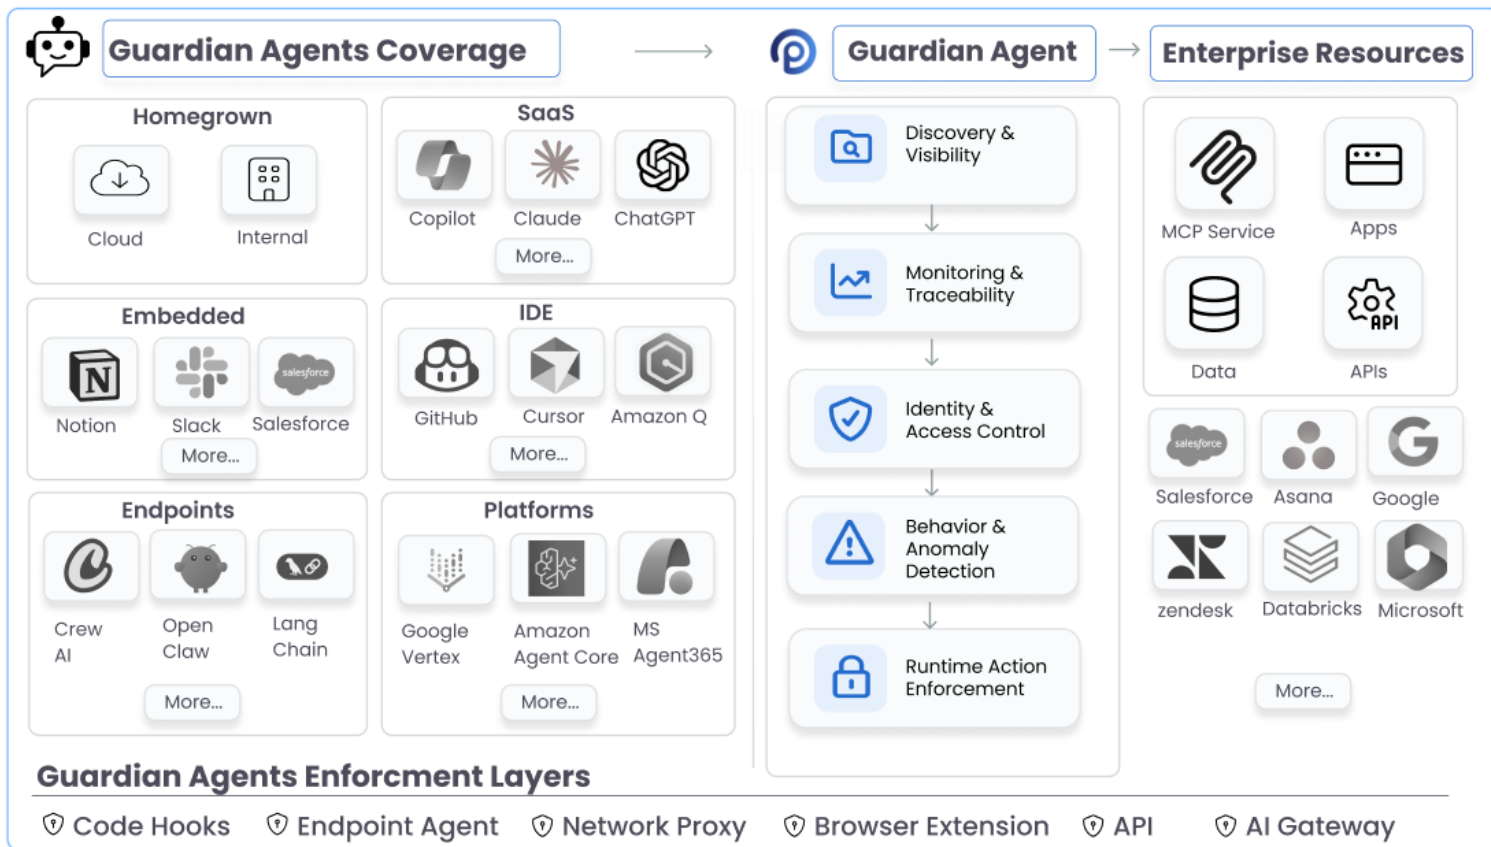 Guardian Agents Coverage
Guardian Agent
Enterprise Resources
Homegrown
Cloud
Internal
SaaS
Copilot
Claude
ChatGPT
More...
Embedded
N
salesforce
Notion
Slack
Salesforce
More...
IDE
GitHub
Cursor
Amazon Q
More...
Endpoints
Crew
AI
Open
Claw
Lang
Chain
More...
Platforms
Google
Vertex
Amazon
Agent Core
MS
Agent365
More...
Discovery &
Visibility
Monitoring &
Traceability
Identity &
Access Control
Behavior &
Anomaly
Detection
Runtime Action
Enforcement
MCP Service
Apps
Data
API
APIs
salesforce
G
Salesforce
Asana
Google
zendesk
Databricks
Microsoft
More...
Guardian Agents Enforcment Layers
Code Hooks
Endpoint Agent
Network Proxy
Browser Extension
API
AI Gateway